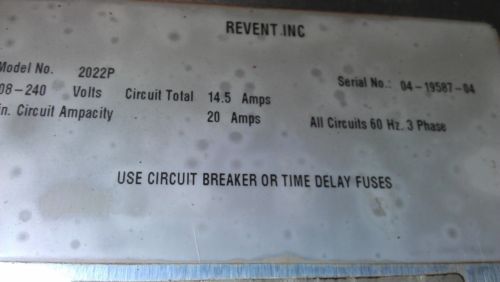 REVENT INC
Model No. 2022P Serial No.: 04-19587-04
08-240 Volts Circuit Total 14.5 Amps
in. Circuit Ampacity 20 Amps All Circuits 60 Hz. 3 Phase
USE CIRCUIT BREAKER OR TIME DELAY FUSES